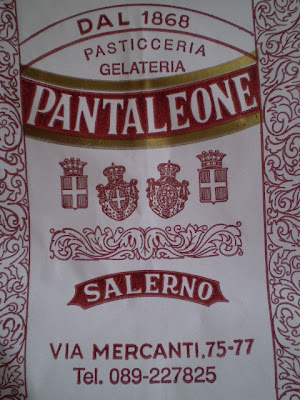 DAL 1868
PASTICCERIA
GELATERIA
PANTALEONE
SALERNO
VIA MERCANTI,75-77
Tel. 089-227825